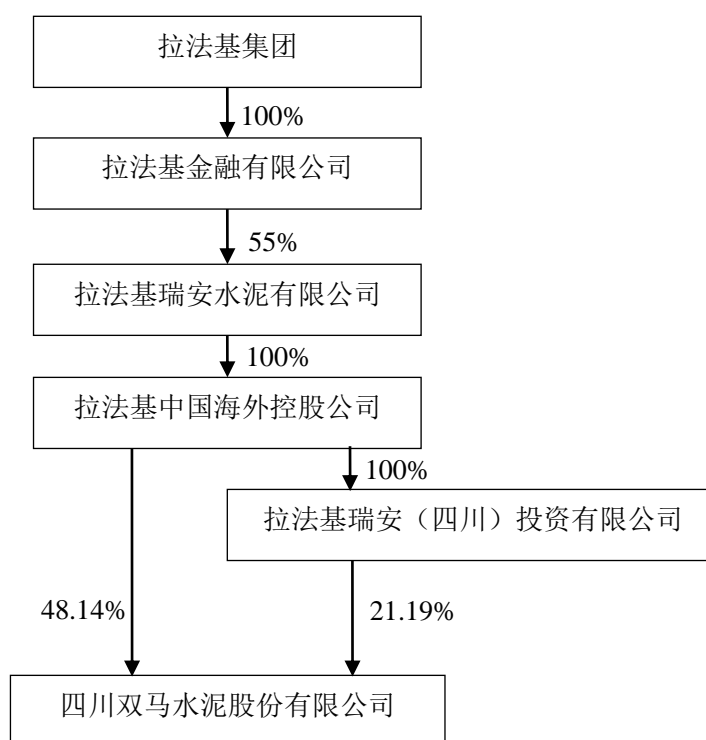 拉法基集团
100%
拉法基金融有限公司
55%
拉法基瑞安水泥有限公司
100%
拉法基中国海外控股公司
100%
拉法基瑞安（四川）投资有限公司
48.14%
21.19%
四川双马水泥股份有限公司